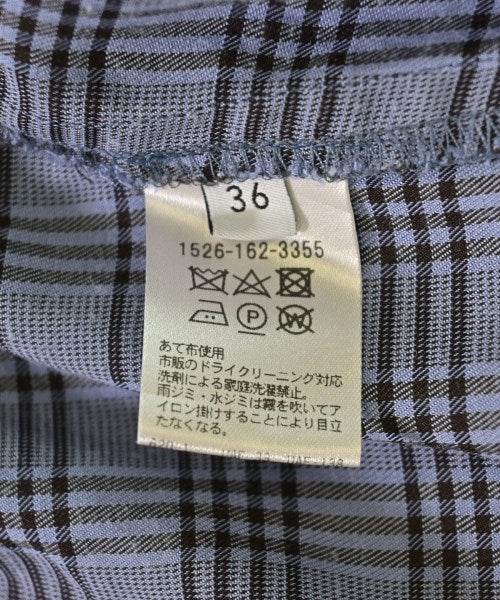 36
1526-162-3355
P W
あて布使用
市販のドライクリーニング対応
洗剤による家庭洗濯禁止。
雨ジミ・水ジミは霧を吹いてア
イロン掛けすることにより目立
たなくなる。